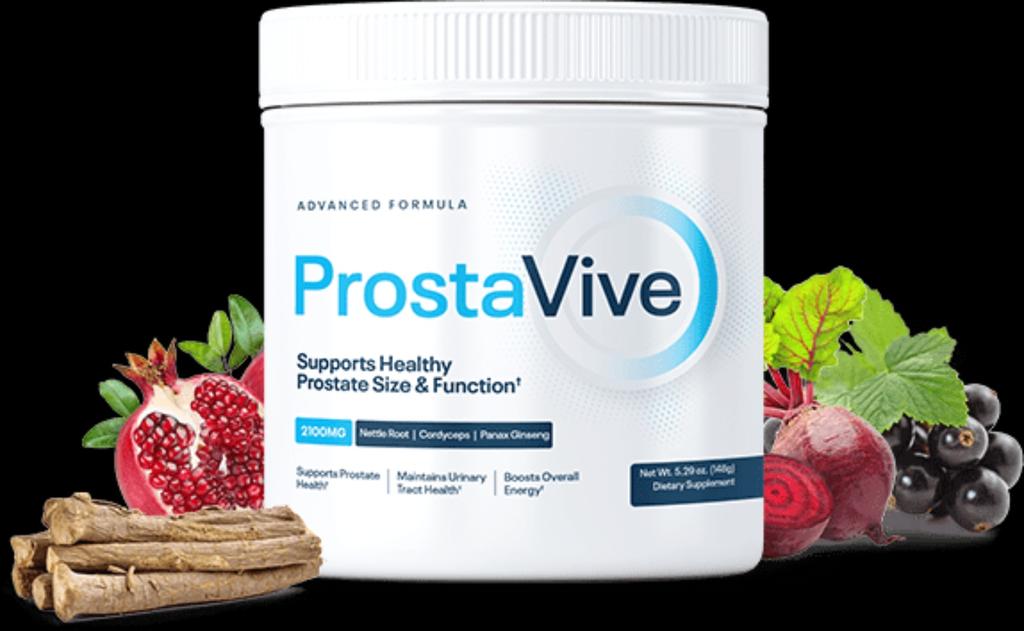 ADVANCED FORMULA
ProstaVive
Supports Healthy
Prostate Size & Function†
2100MG Nettle Root | Cordyceps | Panax Ginseng
Supports Prostate Health† | Maintains Urinary Tract Health† | Boosts Overall Energy†
Net Wt. 5.29 oz. (148g)
Dietary Supplement